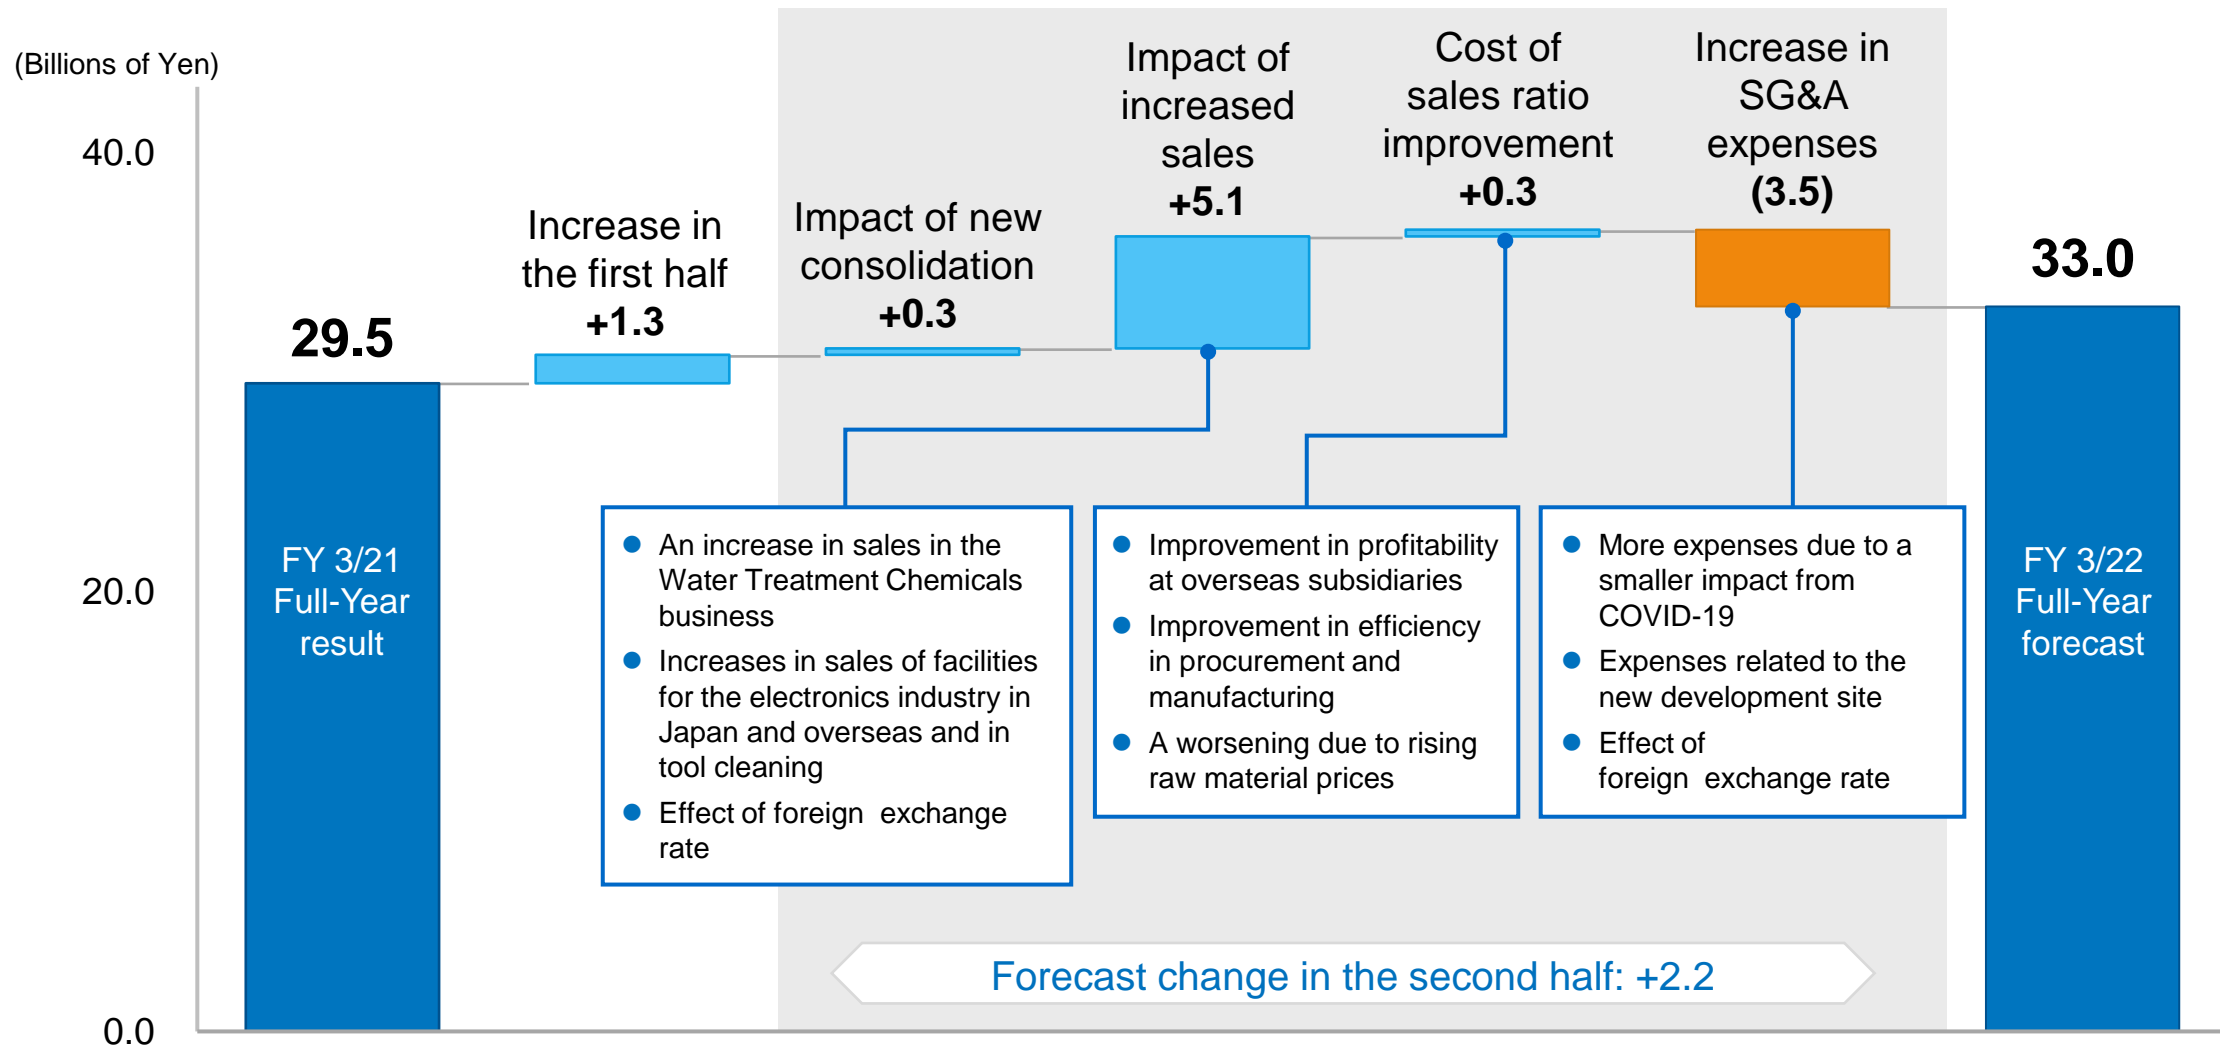 (Billions of Yen)
40.0
20.0
0.0
29.5
FY 3/21
Full-Year
result
Increase in
the first half
+1.3
Impact of new
consolidation
+0.3
Impact of
increased
sales
+5.1
Cost of
sales ratio
improvement
+0.3
Increase in
SG&A
expenses
(3.5)
33.0
FY 3/22
Full-Year
forecast
● An increase in sales in the
Water Treatment Chemicals
business
● Increases in sales of facilities
for the electronics industry in
Japan and overseas and in
tool cleaning
● Effect of foreign exchange
rate
● Improvement in profitability
at overseas subsidiaries
● Improvement in efficiency
in procurement and
manufacturing
● A worsening due to rising
raw material prices
● More expenses due to a
smaller impact from
COVID-19
● Expenses related to the
new development site
● Effect of
foreign exchange rate
Forecast change in the second half: +2.2